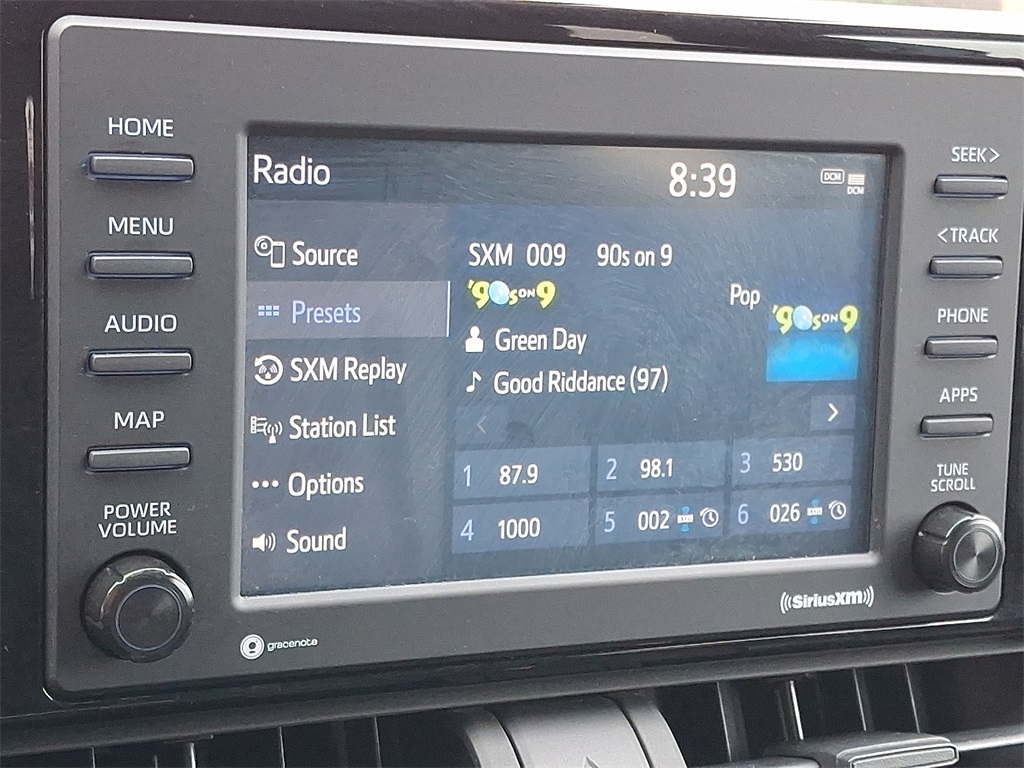 HOME
MENU
AUDIO
MAP
POWER
VOLUME
Radio
8:39
DCM
DCM
Source
Presets
SXM Replay
Station List
Options
Sound
SXM 009 90s on 9
'90s ON 9
Pop
'90s ON 9
Green Day
Good Riddance (97)
<
>
1 87.9
2 98.1
3 530
4 1000
5 002
6 026
SEEK>
<TRACK
PHONE
APPS
TUNE
SCROLL
gracenote
((SiriusXM))